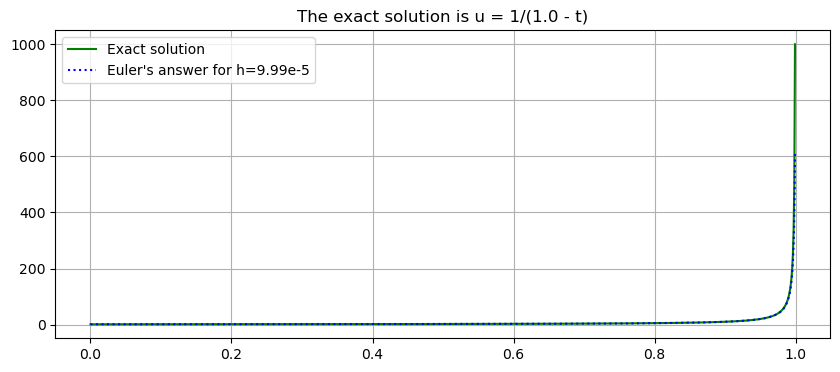 The exact solution is u = 1/(1.0 - t)
Exact solution
Euler's answer for h=9.99e-5
1000
800
600
400
200
0
0.0 0.2 0.4 0.6 0.8 1.0